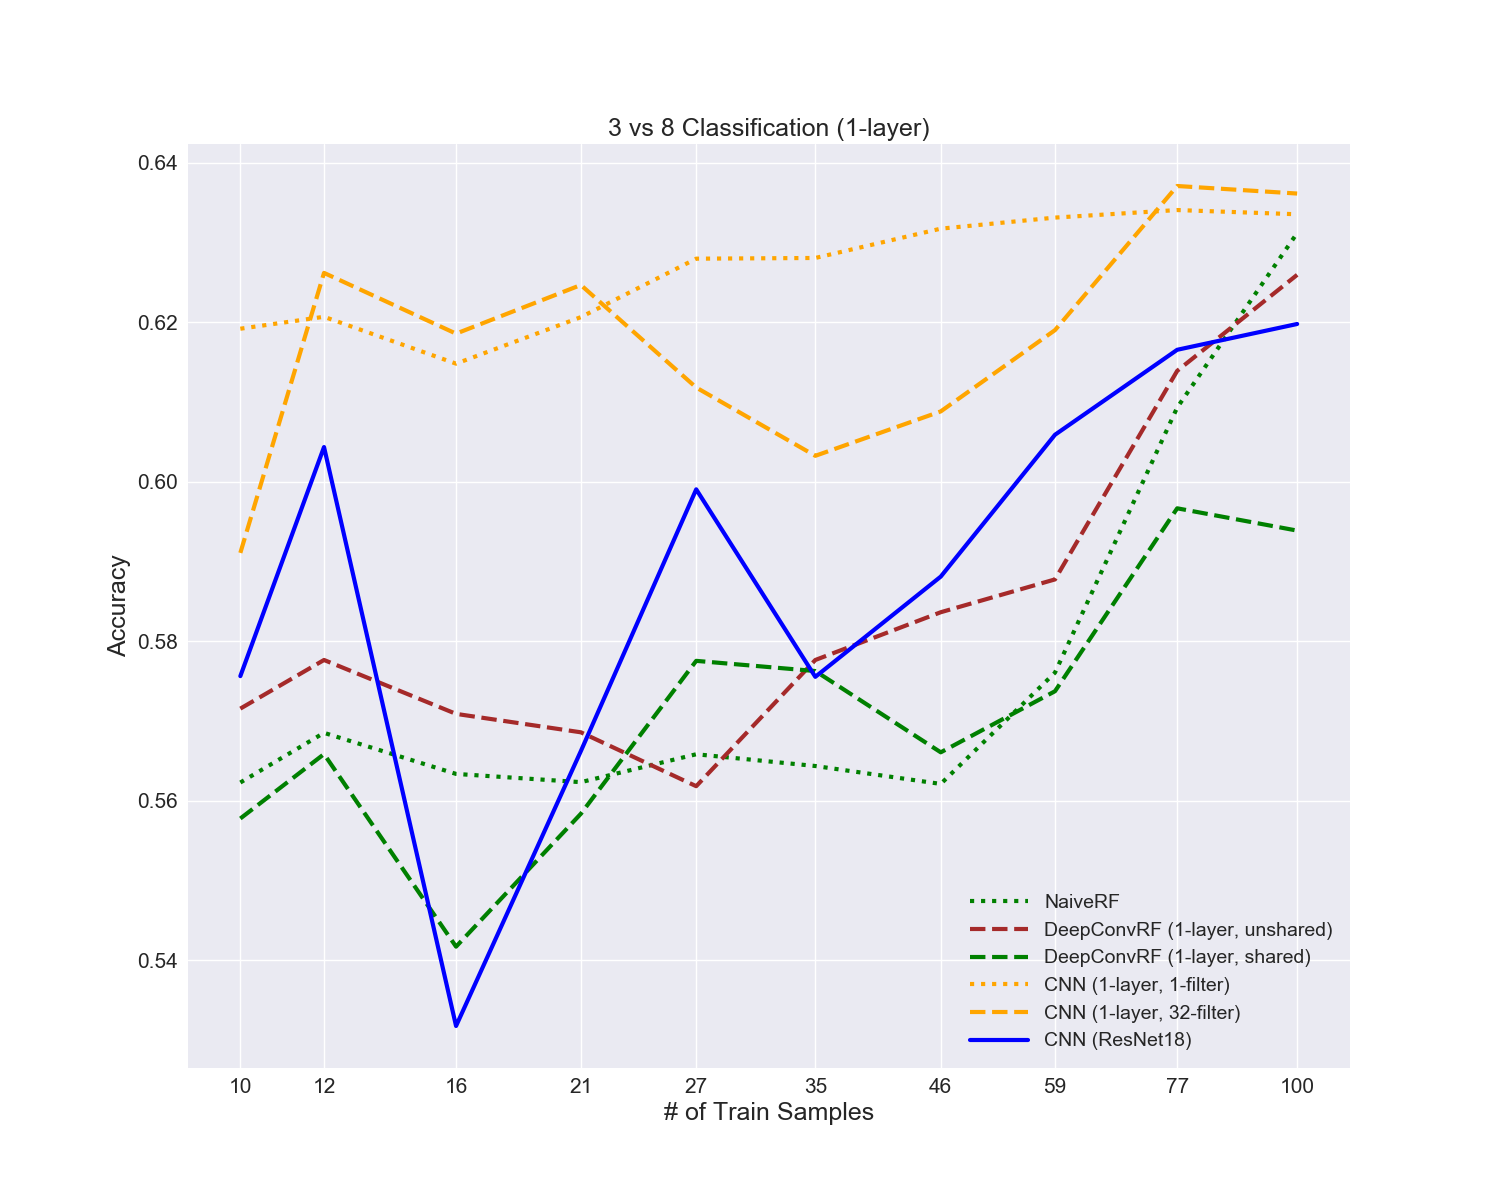 3 vs 8 Classification (1-layer)
0.64
0.62
0.60
0.58
0.56
0.54
Accuracy
NaiveRF
DeepConvRF (1-layer, unshared)
DeepConvRF (1-layer, shared)
CNN (1-layer, 1-filter)
CNN (1-layer, 32-filter)
CNN (ResNet18)
10 12 16 21 27 35 46 59 77 100
# of Train Samples